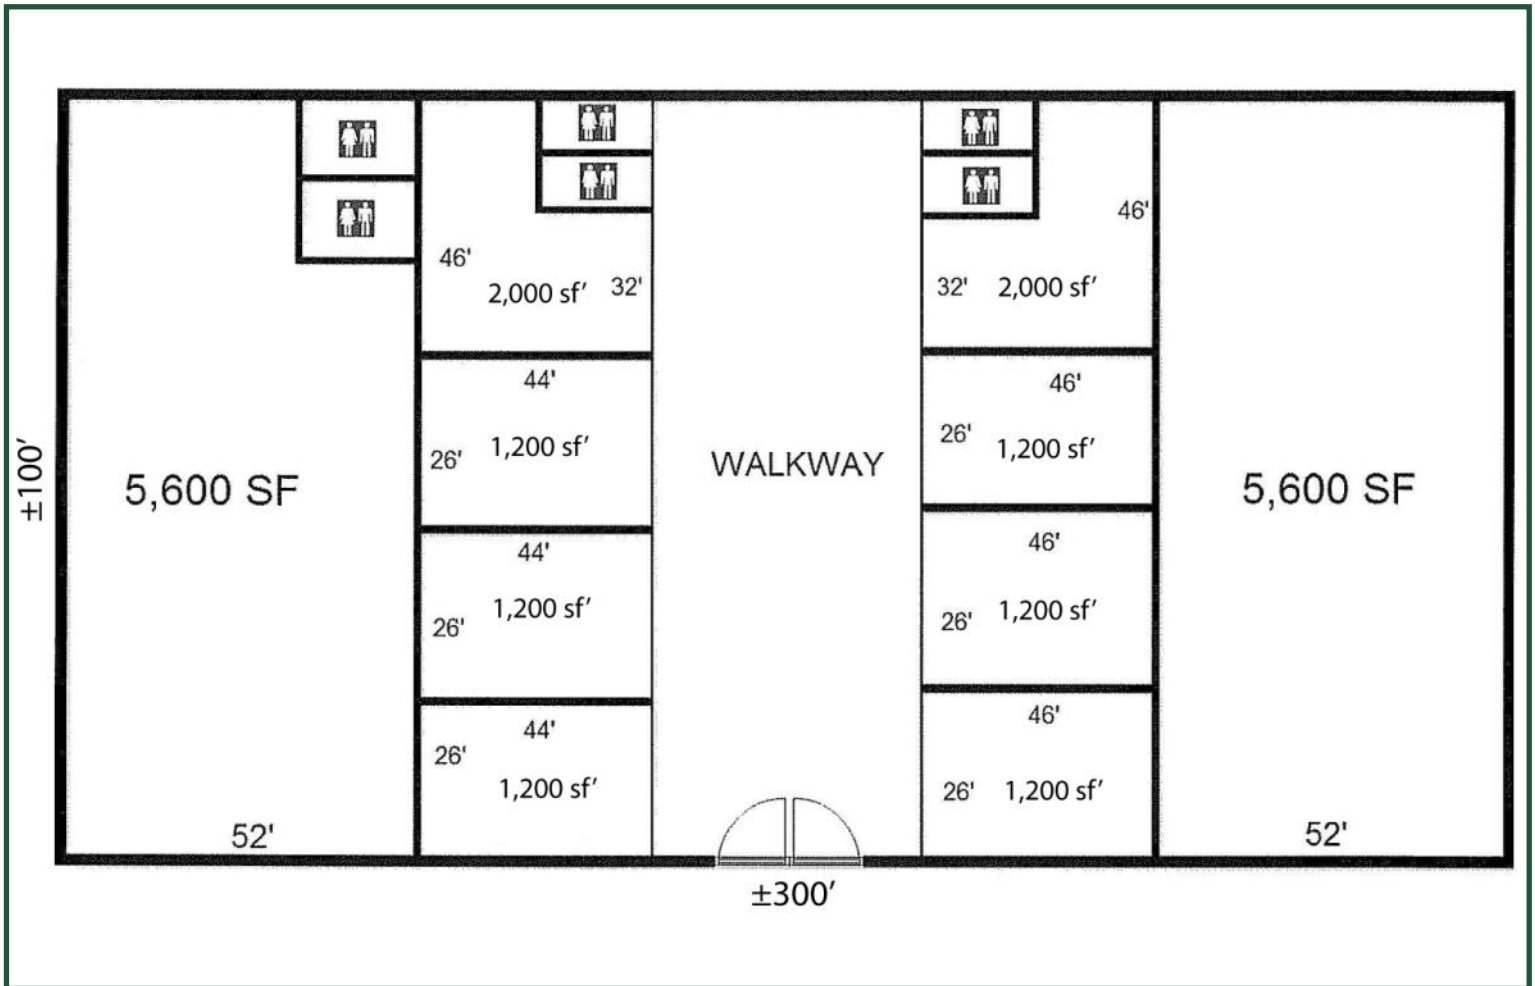 46'
46'
2,000 sf’
32'
32'
2,000 sf’
44'
46'
26'
1,200 sf’
26'
1,200 sf’
WALKWAY
±100’
5,600 SF
5,600 SF
44'
46'
26'
1,200 sf’
26'
1,200 sf’
44'
46'
26'
1,200 sf’
26'
1,200 sf’
52'
52'
±300’